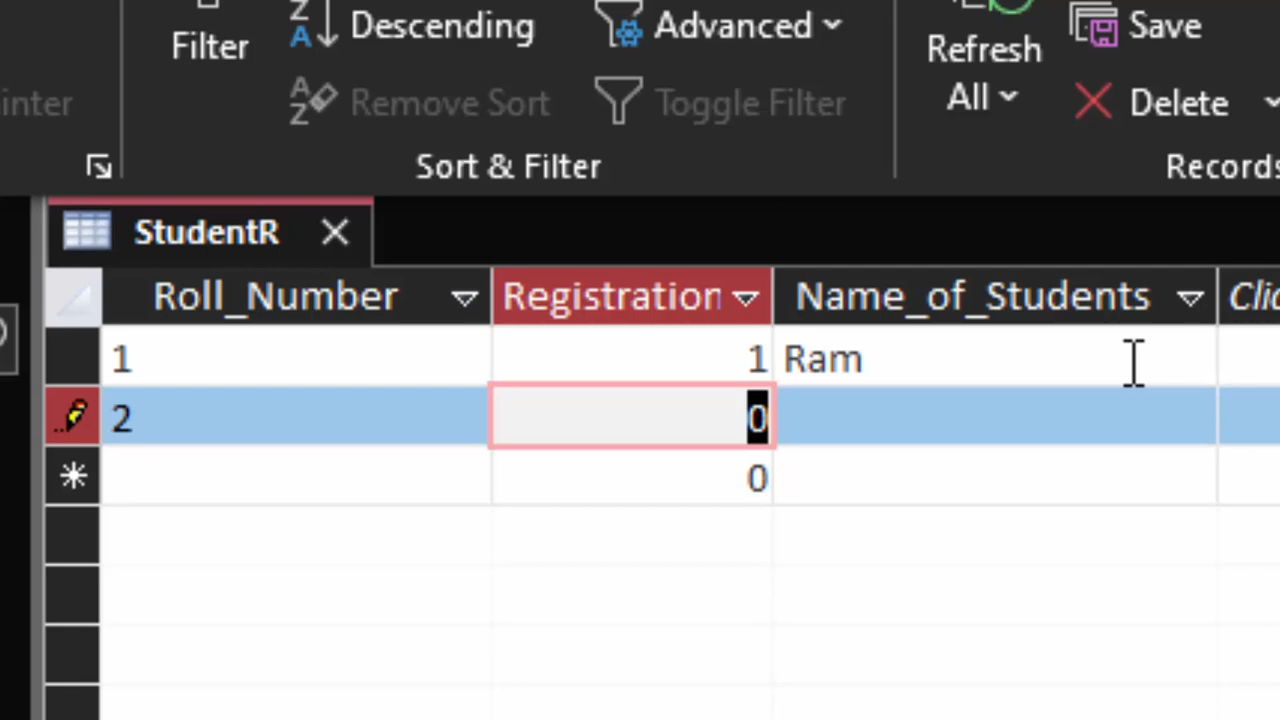 Filter
Descending
Advanced
Refresh
All
Save
inter
Remove Sort
Toggle Filter
Delete
Sort & Filter
Records
StudentR
Roll_Number
Registration
Name_of_Students
Clic
1
1
Ram
2
0
0